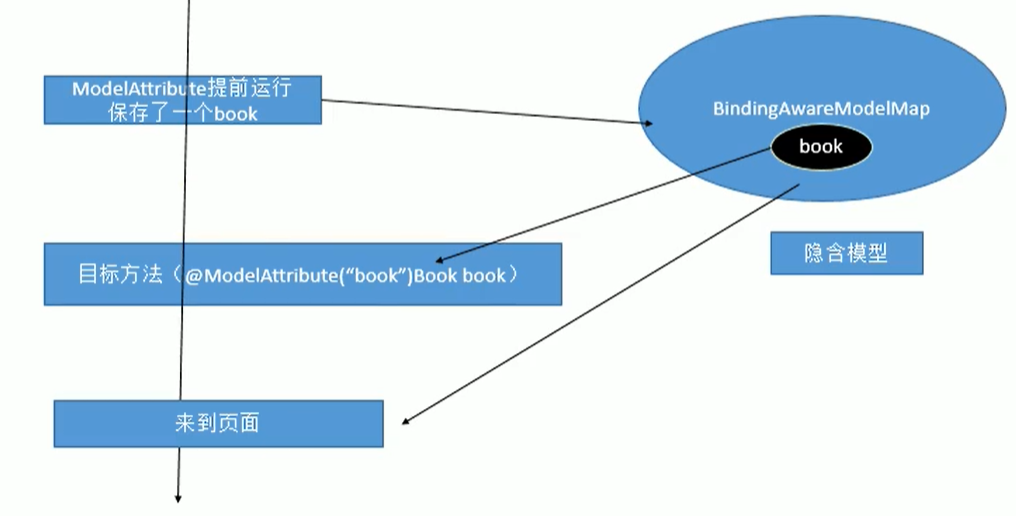 ModelAttribute提前运行
保存了一个book
BindingAwareModelMap
book
目标方法（@ModelAttribute(“book”)Book book）
隐含模型
来到页面